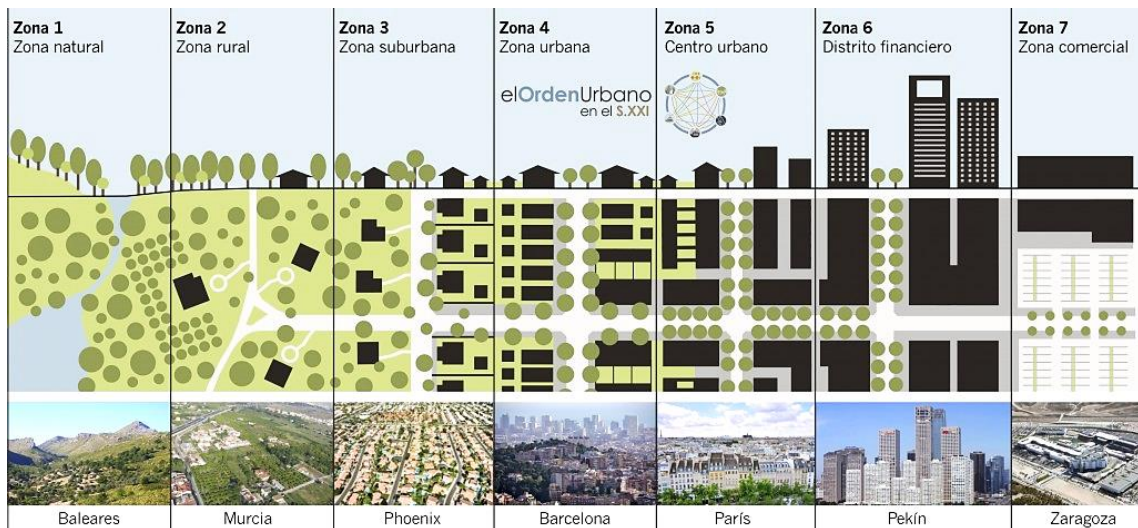 Zona 1
Zona natural
Zona 2
Zona rural
Zona 3
Zona suburbana
Zona 4
Zona urbana
Zona 5
Centro urbano
Zona 6
Distrito financiero
Zona 7
Zona comercial
elOrdenUrbano
en el S.XXI
Baleares
Murcia
Phoenix
Barcelona
París
Pekín
Zaragoza